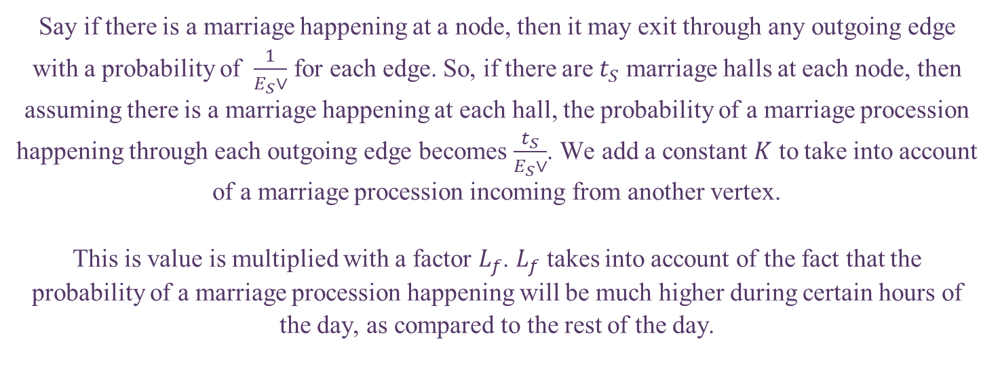 Say if there is a marriage happening at a node, then it may exit through any outgoing edge
with a probability of $\frac{1}{E_S \vee}$ for each edge. So, if there are $t_S$ marriage halls at each node, then
assuming there is a marriage happening at each hall, the probability of a marriage procession
happening through each outgoing edge becomes $\frac{t_S}{E_S \vee}$. We add a constant $K$ to take into account
of a marriage procession incoming from another vertex.
This is value is multiplied with a factor $L_f$. $L_f$ takes into account of the fact that the
probability of a marriage procession happening will be much higher during certain hours of
the day, as compared to the rest of the day.